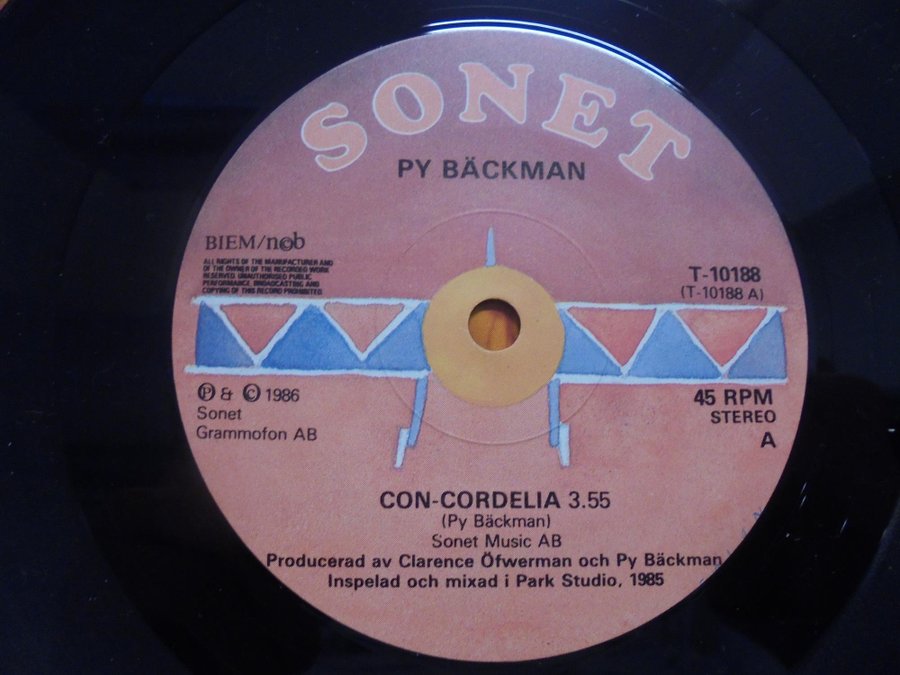 SONET
PY BÄCKMAN
BIEM/n©b
ALL RIGHTS OF THE MANUFACTURER AND
OF THE OWNER OF THE RECORDED WORK
RESERVED. UNAUTHORISED PUBLIC
PERFORMANCE, BROADCASTING AND
COPYING OF THIS RECORD PROHIBITED
T-10188
(T-10188 A)
℗ & © 1986
Sonet
Grammofon AB
45 RPM
STEREO
A
CON-CORDELIA 3.55
(Py Bäckman)
Sonet Music AB
Producerad av Clarence Öfwerman och Py Bäckman
Inspelad och mixad i Park Studio, 1985